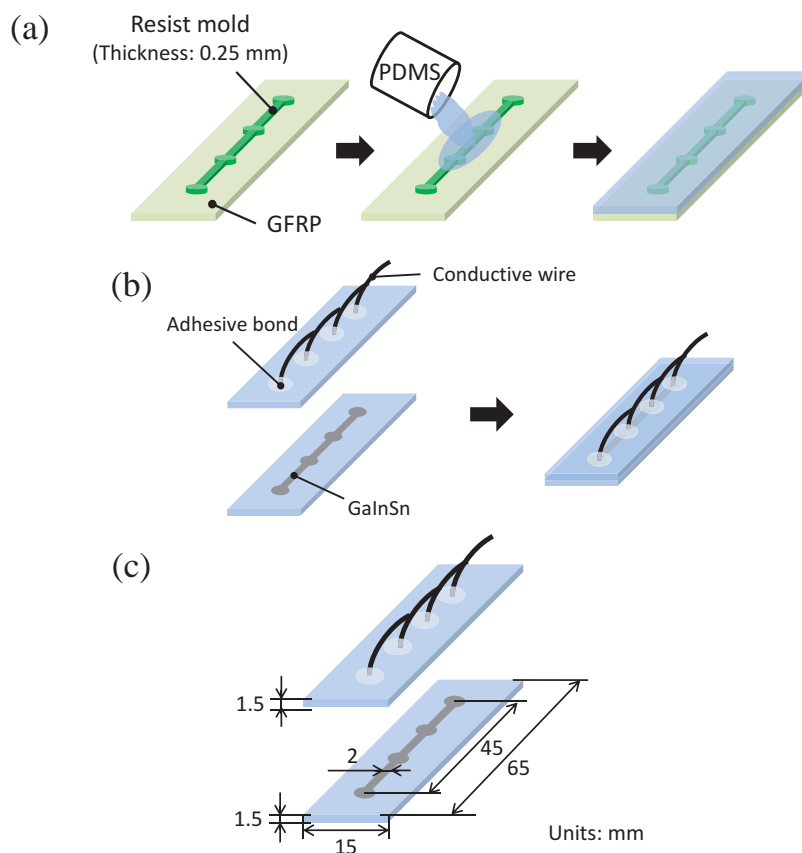 (a)
Resist mold
(Thickness: 0.25 mm)
PDMS
GFRP
(b)
Conductive wire
Adhesive bond
GaInSn
(c)
1.5
2
45
65
1.5
15
Units: mm